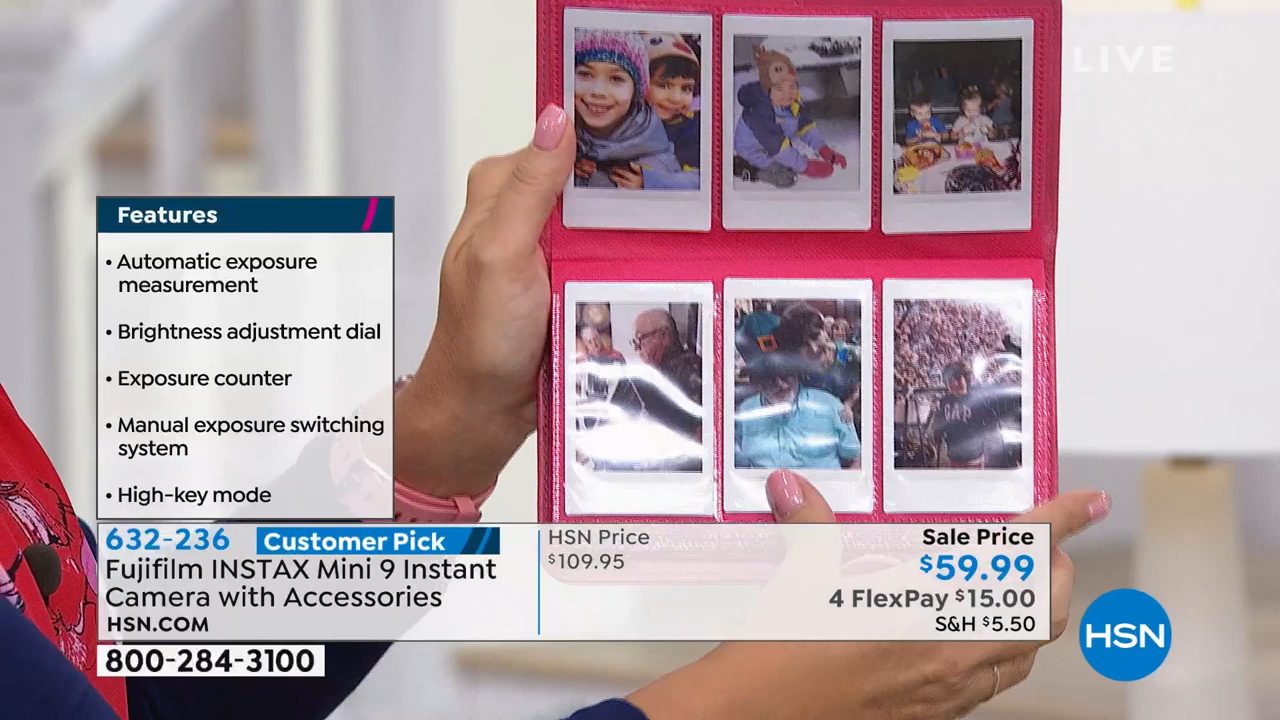 LIVE
Features
• Automatic exposure
measurement
• Brightness adjustment dial
• Exposure counter
• Manual exposure switching
system
• High-key mode
632-236 Customer Pick
Fujifilm INSTAX Mini 9 Instant
Camera with Accessories
HSN.COM
HSN Price
$109.95
Sale Price
$59.99
4 FlexPay $15.00
S&H $5.50
800-284-3100
HSN
GAP